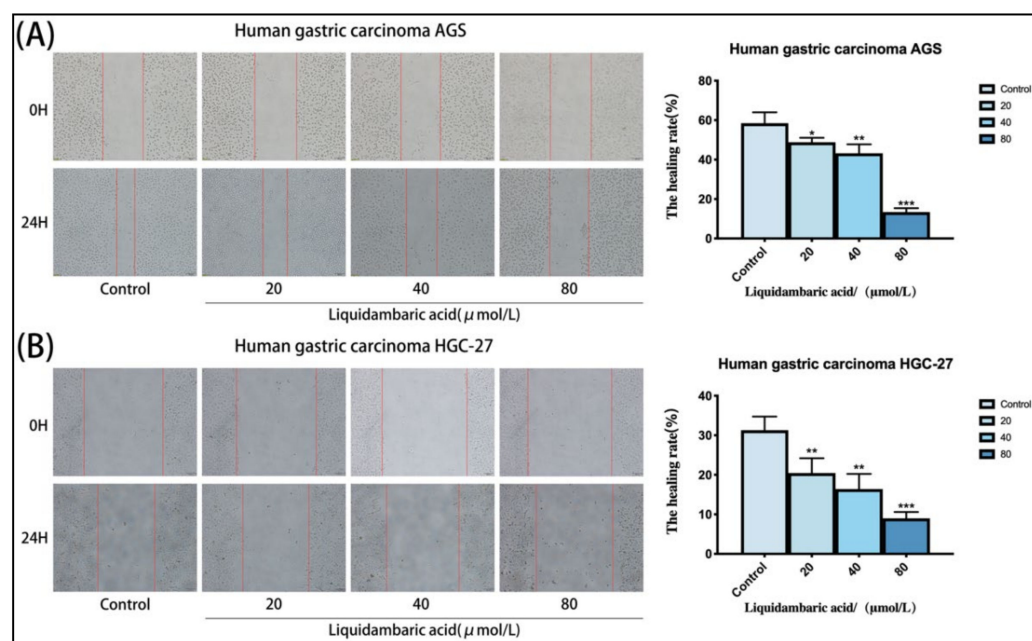 (A)
Human gastric carcinoma AGS
0H
24H
Control 20 40 80
Liquidambaric acid(μmol/L)
Human gastric carcinoma AGS
The healing rate(%)
80
60
40
20
0
*
**
***
Control
20
40
80
Liquidambaric acid/ (μmol/L)
Control
20
40
80
(B)
Human gastric carcinoma HGC-27
0H
24H
Control 20 40 80
Liquidambaric acid(μmol/L)
Human gastric carcinoma HGC-27
The healing rate(%)
40
30
20
10
0
**
**
***
Control
20
40
80
Liquidambaric acid/ (μmol/L)
Control
20
40
80